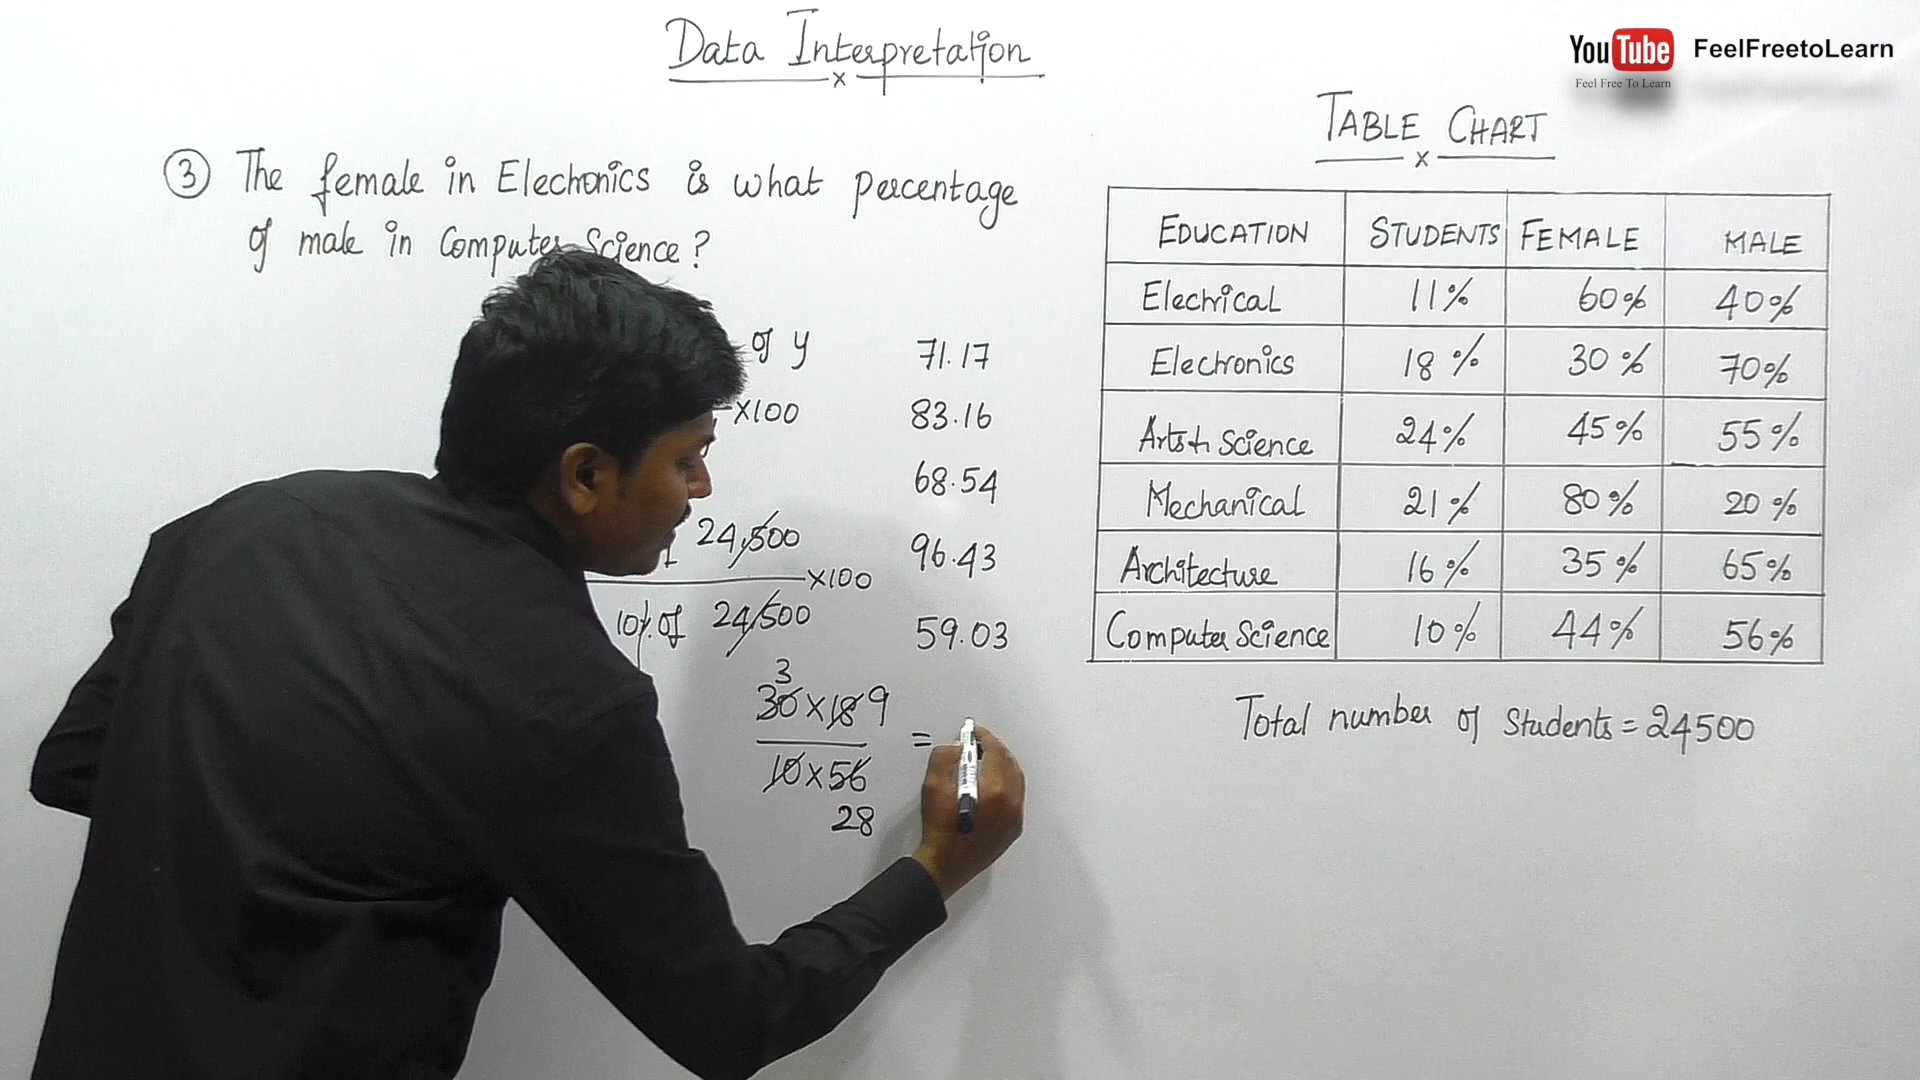 Data Interpretation
x
YouTube FeelFreetoLearn
Feel Free To Learn
③ The female in Electronics is what percentage
of male in Computer Science?
of y
×100
24,500
×100
10% of 24,500
3
30×18 9
10×56
28
=
71.17
83.16
68.54
96.43
59.03
TABLE CHART
x
EDUCATION STUDENTS FEMALE MALE
Electrical 11% 60% 40%
Electronics 18% 30% 70%
Arts & Science 24% 45% 55%
Mechanical 21% 80% 20%
Architecture 16% 35% 65%
Computer Science 10% 44% 56%
Total number of Students = 24500